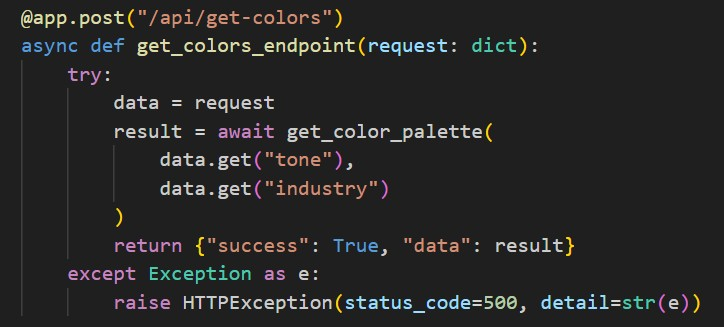 @app.post("/api/get-colors")
async def get_colors_endpoint(request: dict):
    try:
        data = request
        result = await get_color_palette(
            data.get("tone"),
            data.get("industry")
        )
        return {"success": True, "data": result}
    except Exception as e:
        raise HTTPException(status_code=500, detail=str(e))